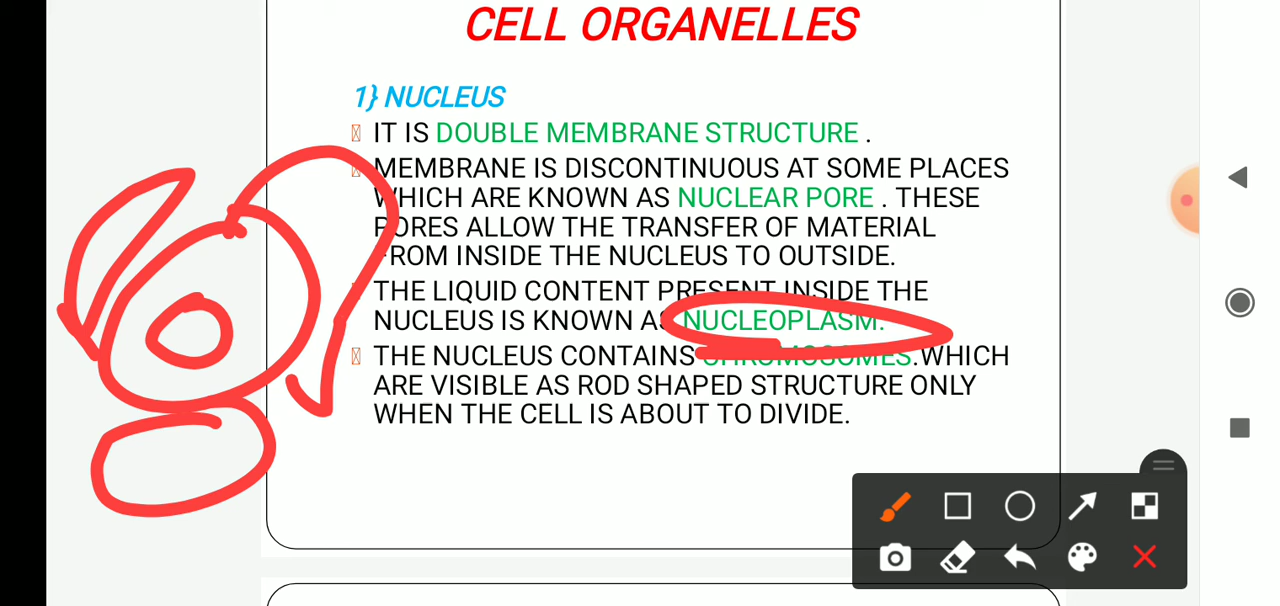 CELL ORGANELLES
1} NUCLEUS
IT IS DOUBLE MEMBRANE STRUCTURE .
MEMBRANE IS DISCONTINUOUS AT SOME PLACES
WHICH ARE KNOWN AS NUCLEAR PORE . THESE
PORES ALLOW THE TRANSFER OF MATERIAL
FROM INSIDE THE NUCLEUS TO OUTSIDE.
THE LIQUID CONTENT PRESENT INSIDE THE
NUCLEUS IS KNOWN AS NUCLEOPLASM.
THE NUCLEUS CONTAINS CHROMOSOMES.WHICH
ARE VISIBLE AS ROD SHAPED STRUCTURE ONLY
WHEN THE CELL IS ABOUT TO DIVIDE.